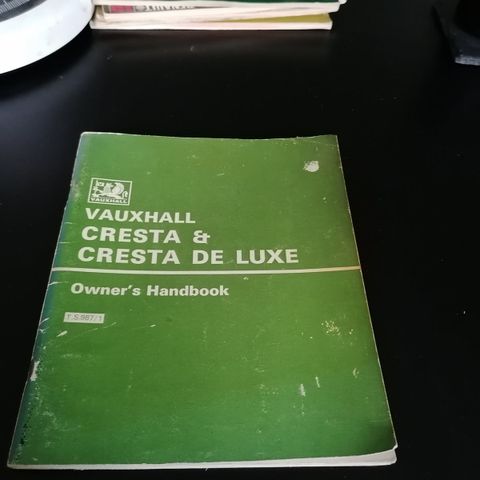 VAUXHALL
VAUXHALL
CRESTA &
CRESTA DE LUXE
Owner's Handbook
T.S.987/1